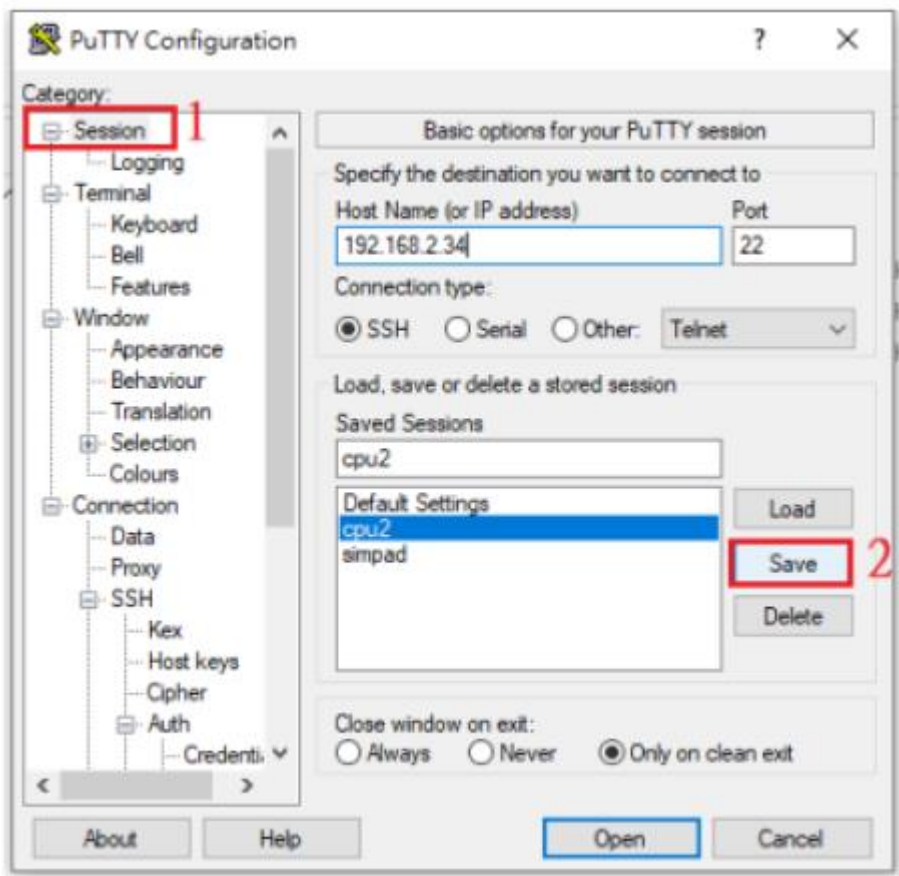 PuTTY Configuration ? ×
Category:
Session 1
Logging
Terminal
Keyboard
Bell
Features
Window
Appearance
Behaviour
Translation
Selection
Colours
Connection
Data
Proxy
SSH
Kex
Host keys
Cipher
Auth
Credenti
Basic options for your PuTTY session
Specify the destination you want to connect to
Host Name (or IP address) Port
192.168.2.34 22
Connection type:
SSH Serial Other: Telnet
Load, save or delete a stored session
Saved Sessions
cpu2
Default Settings
cpu2
simpad
Load
Save 2
Delete
Close window on exit:
Always Never Only on clean exit
About Help Open Cancel